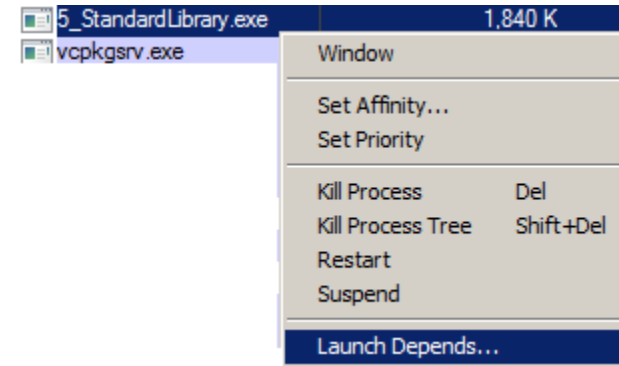 5_StandardLibrary.exe 1,840 K
vcpkgsrv.exe
Window
Set Affinity...
Set Priority
Kill Process Del
Kill Process Tree Shift+Del
Restart
Suspend
Launch Depends...